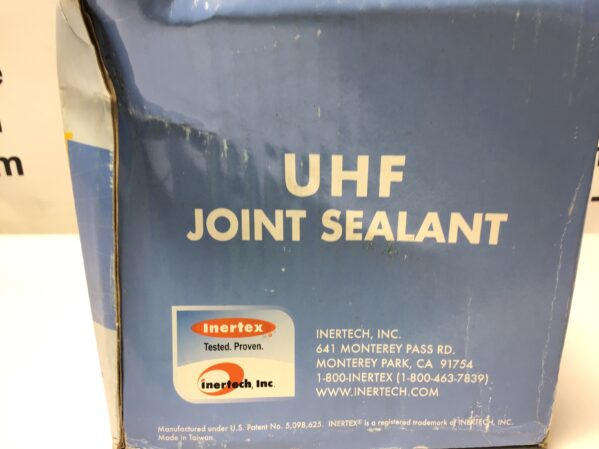 UHF
JOINT SEALANT
Inertex
Tested. Proven.
inertech, Inc.
INERTECH, INC.
641 MONTEREY PASS RD.
MONTEREY PARK, CA 91754
1-800-INERTEX (1-800-463-7839)
WWW.INERTECH.COM
Manufactured under U.S. Patent No. 5,098,625. INERTEX® is a registered trademark of INERTECH, INC.
Made in Taiwan